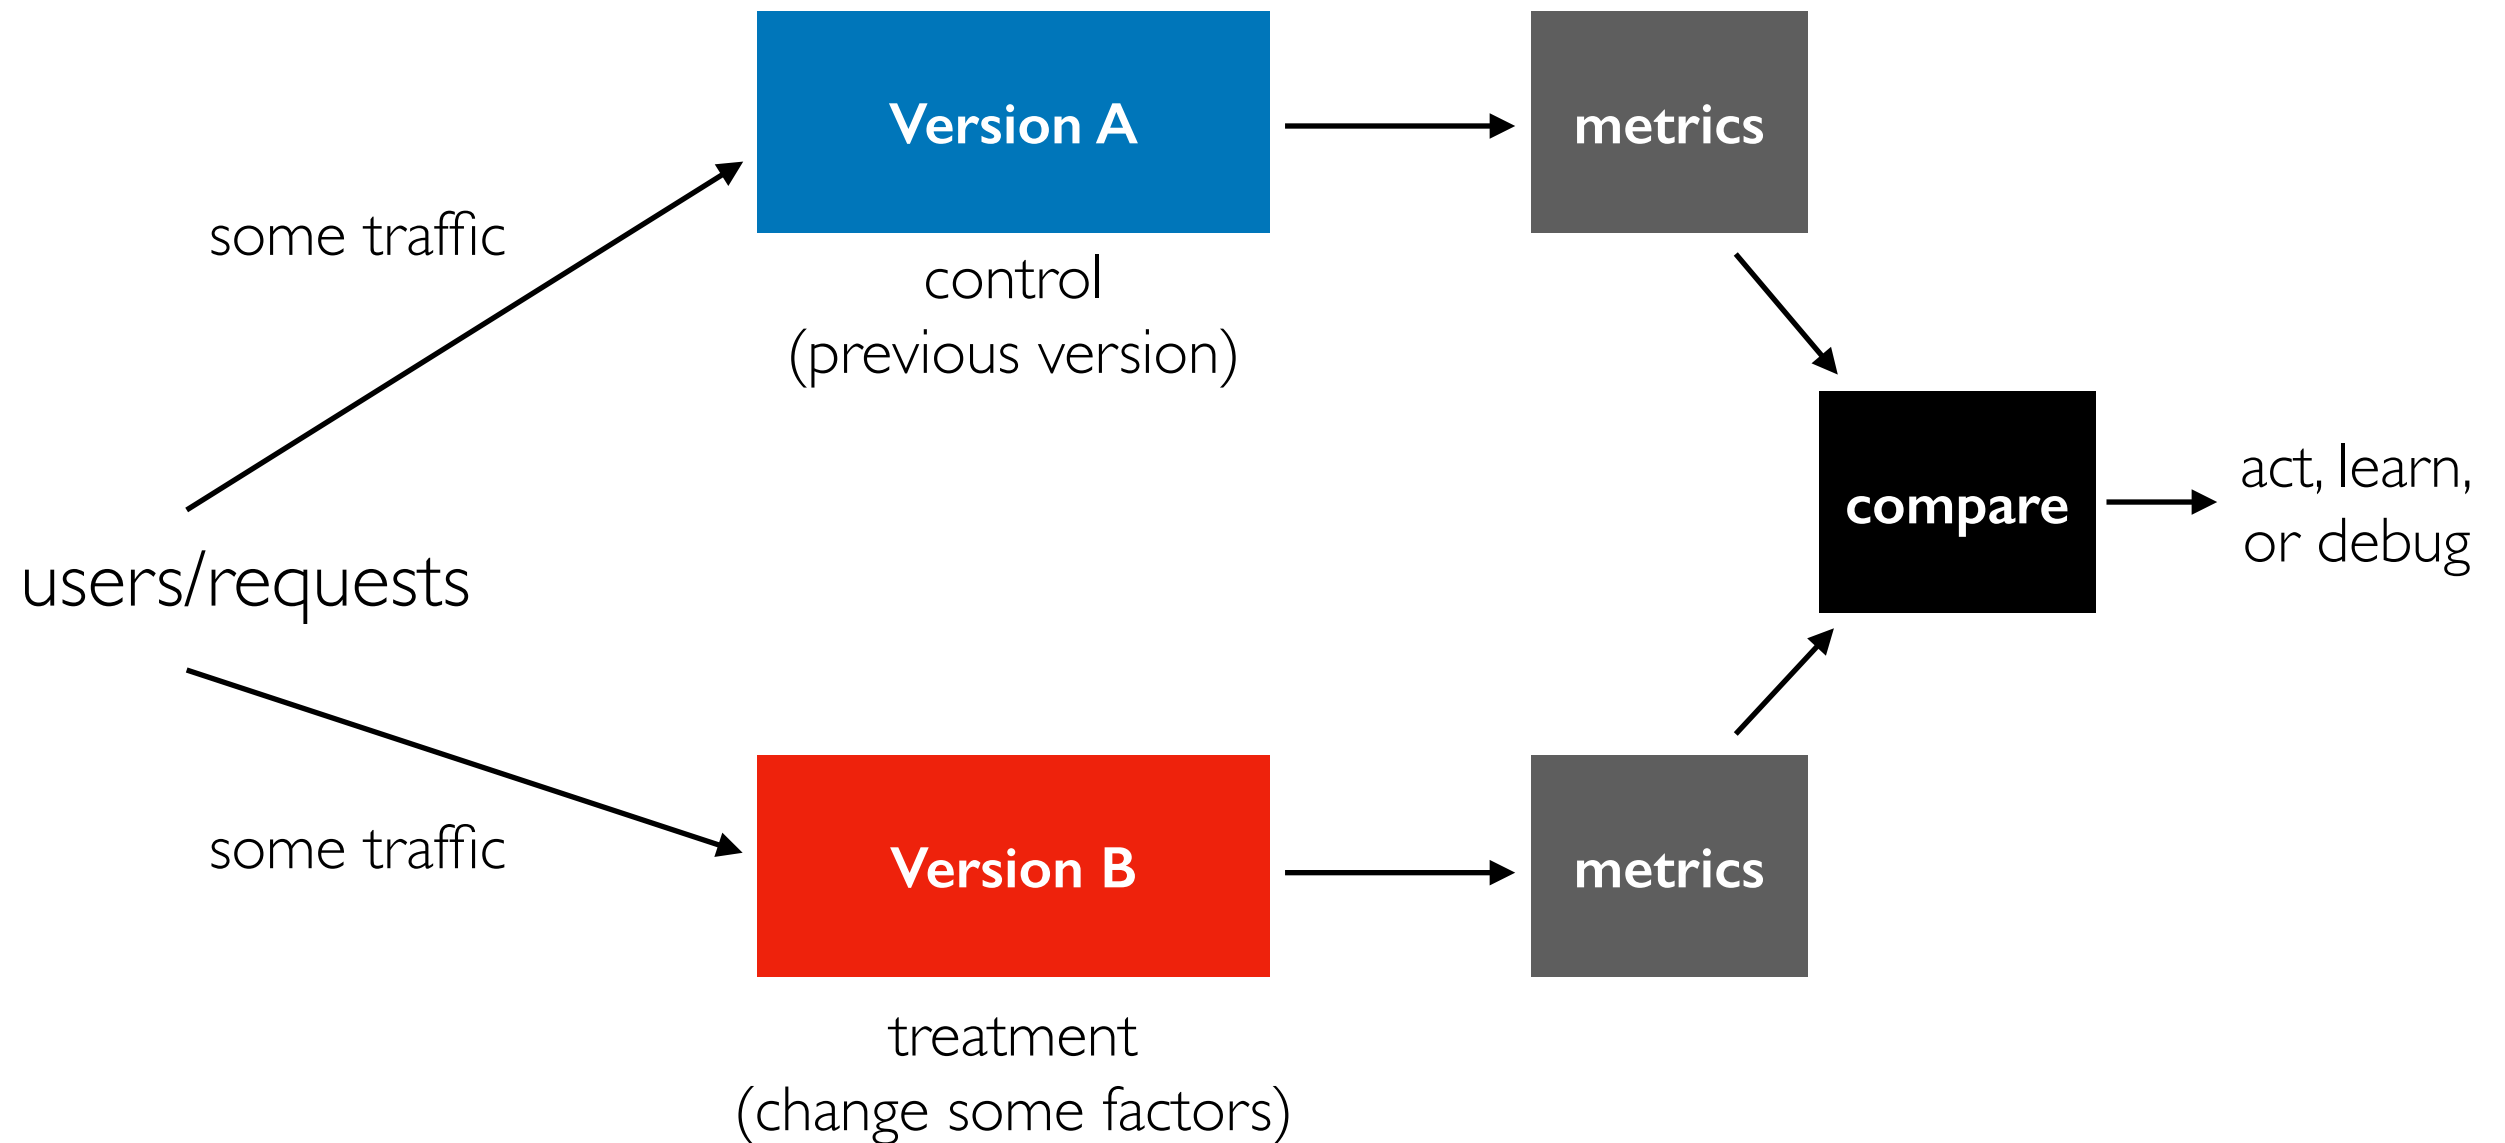 Version A
metrics
some traffic
control
(previous version)
act, learn,
or debug
compare
users/requests
some traffic
Version B
metrics
treatment
(change some factors)